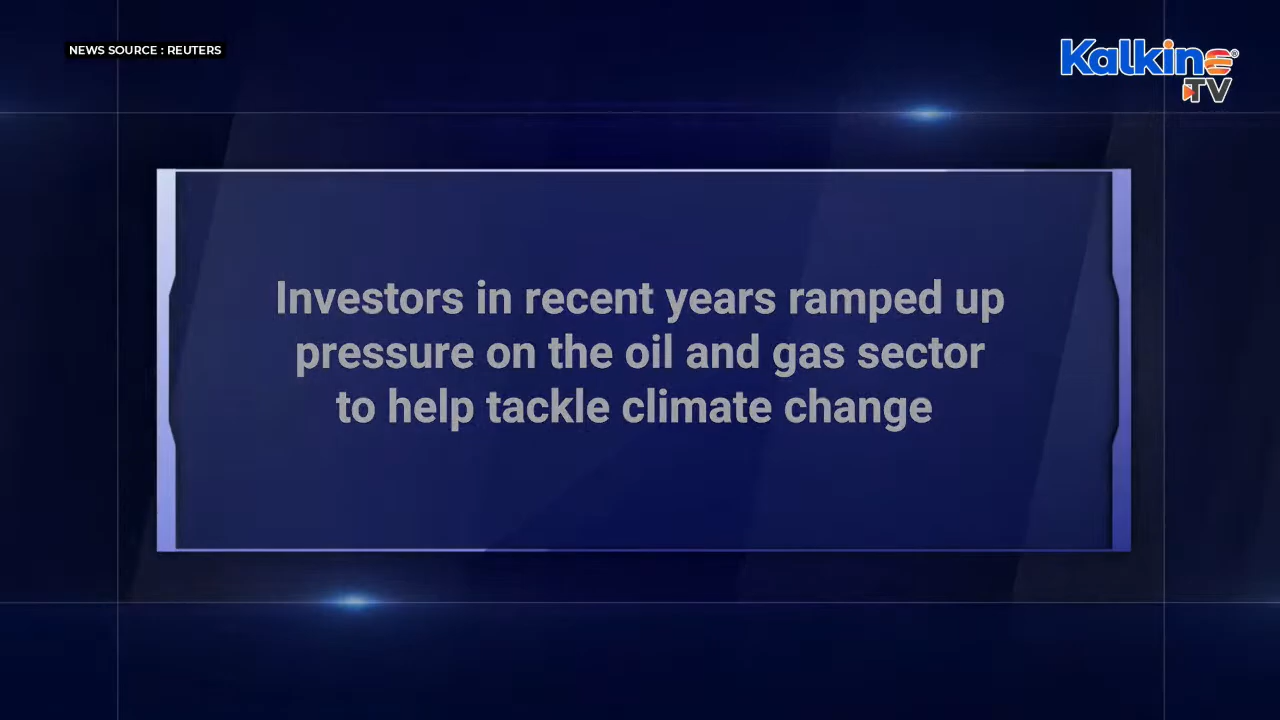 NEWS SOURCE : REUTERS
Kalkine®
TV
Investors in recent years ramped up
pressure on the oil and gas sector
to help tackle climate change